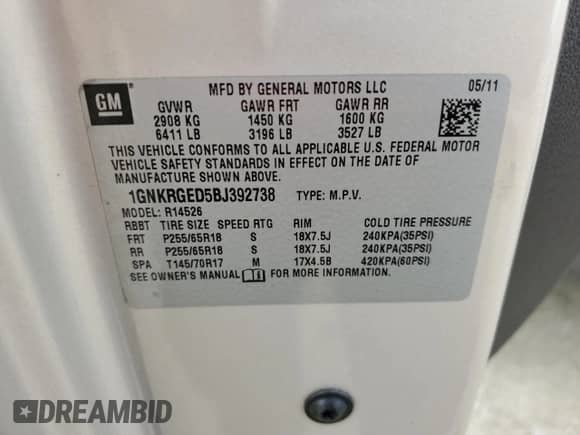 GM
MFD BY GENERAL MOTORS LLC 05/11
GVWR GAWR FRT GAWR RR
2908 KG 1450 KG 1600 KG
6411 LB 3196 LB 3527 LB
THIS VEHICLE CONFORMS TO ALL APPLICABLE U.S. FEDERAL MOTOR
VEHICLE SAFETY STANDARDS IN EFFECT ON THE DATE OF
MANUFACTURE SHOWN ABOVE.
1GNKRGED5BJ392738 TYPE: M.P.V.
MODEL: R14526
RBBT TIRE SIZE SPEED RTG RIM COLD TIRE PRESSURE
FRT P255/65R18 S 18X7.5J 240KPA(35PSI)
RR P255/65R18 S 18X7.5J 240KPA(35PSI)
SPA T145/70R17 M 17X4.5B 420KPA(60PSI)
SEE OWNER'S MANUAL FOR MORE INFORMATION.
DREAMBID